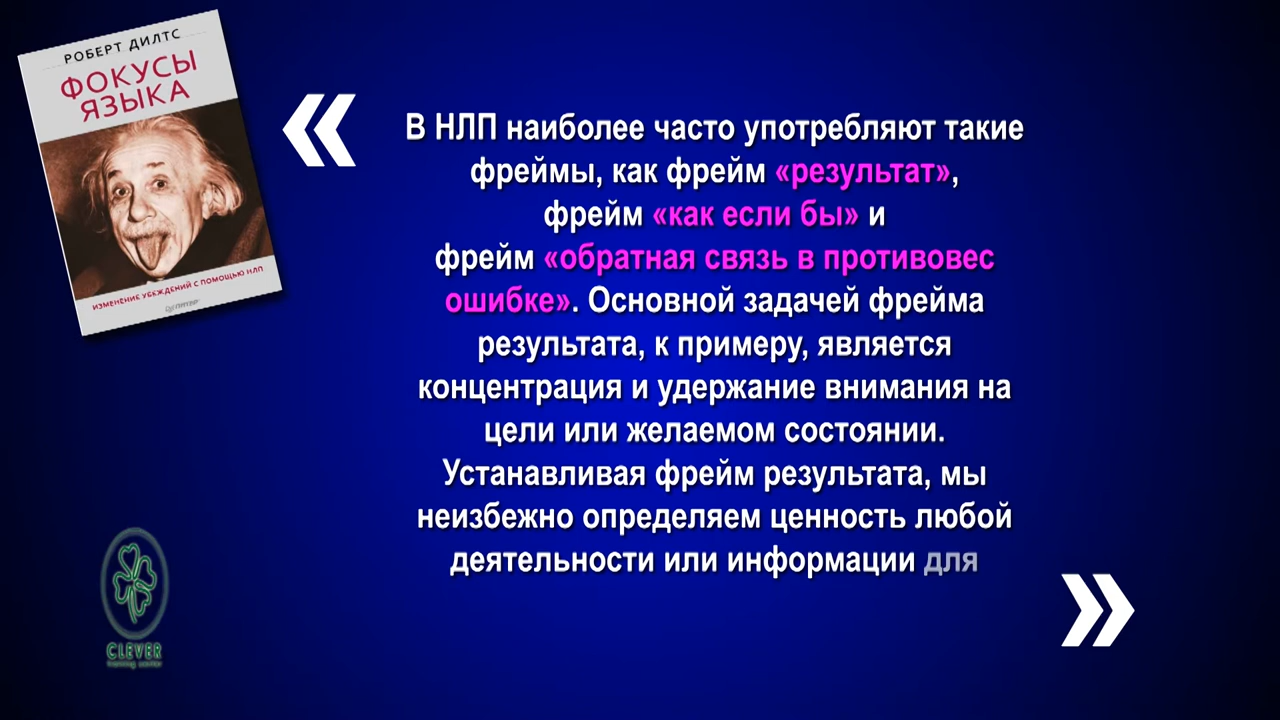 РОБЕРТ ДИЛТС
ФОКУСЫ
ЯЗЫКА
ИЗМЕНЕНИЕ УБЕЖДЕНИЙ С ПОМОЩЬЮ НЛП
«
В НЛП наиболее часто употребляют такие
фреймы, как фрейм «результат»,
фрейм «как если бы» и
фрейм «обратная связь в противовес
ошибке». Основной задачей фрейма
результата, к примеру, является
концентрация и удержание внимания на
цели или желаемом состоянии.
Устанавливая фрейм результата, мы
неизбежно определяем ценность любой
деятельности или информации для
»
CLEVER
training center